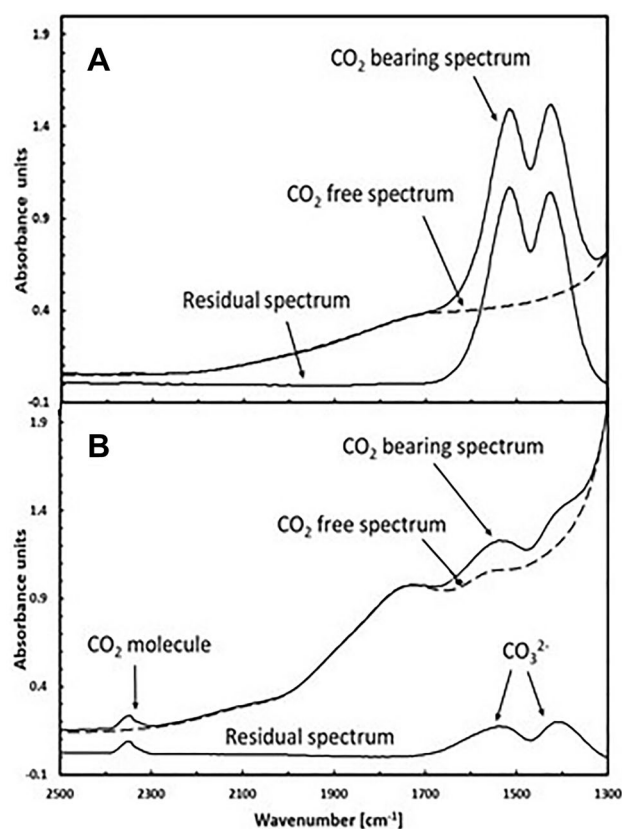 A
CO₂ bearing spectrum
CO₂ free spectrum
Residual spectrum
Absorbance units
1.9
1.4
0.9
0.4
-0.1
B
CO₂ bearing spectrum
CO₂ free spectrum
CO₂ molecule
CO₃²⁻
Residual spectrum
Absorbance units
1.9
1.4
0.9
0.4
-0.1
2500 2300 2100 1900 1700 1500 1300
Wavenumber [cm⁻¹]